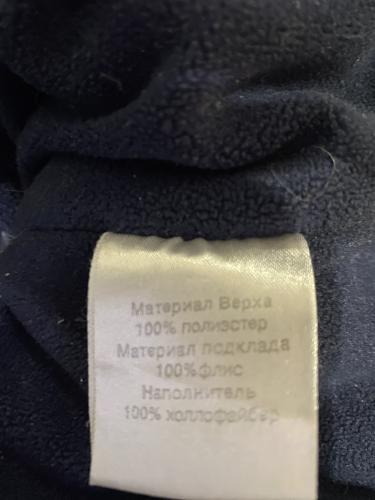 Материал Верха
100% полиэстер
Материал подклада
100%флис
Наполнитель
100% холлофайбер